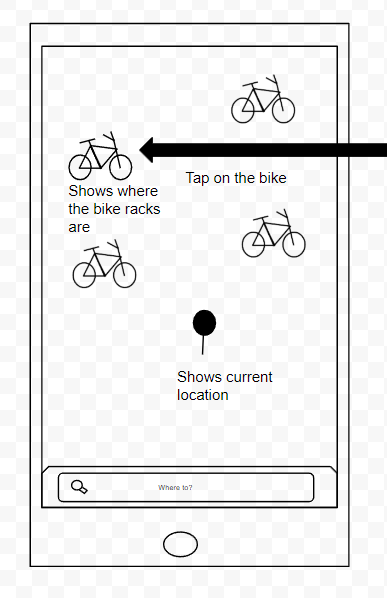 Tap on the bike
Shows where
the bike racks
are
Shows current
location
Where to?